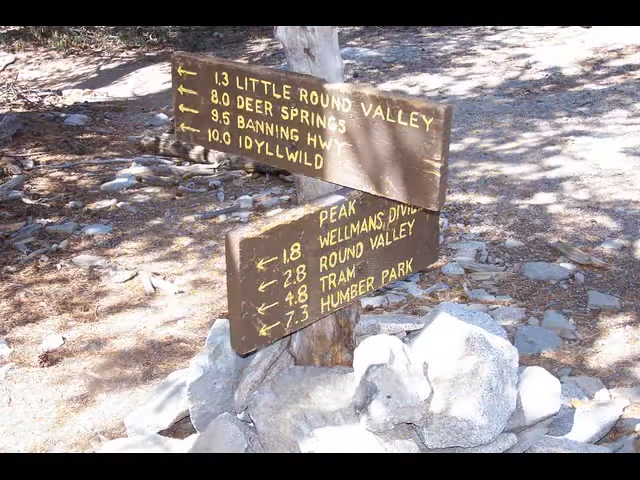 ← 1.3 LITTLE ROUND VALLEY
← 8.0 DEER SPRINGS
← 9.5 BANNING HWY
← 10.0 IDYLLWILD
PEAK
← 1.8 WELLMANS DIVI
← 2.8 ROUND VALLEY
← 4.8 TRAM
← 7.3 HUMBER PARK